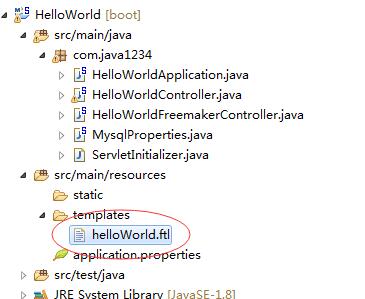 HelloWorld [boot]
src/main/java
com.java1234
HelloWorldApplication.java
HelloWorldController.java
HelloWorldFreemakerController.java
MysqlProperties.java
ServletInitializer.java
src/main/resources
static
templates
helloWorld.ftl
application.properties
src/test/java
JRE System Library [JavaSE-1.8]